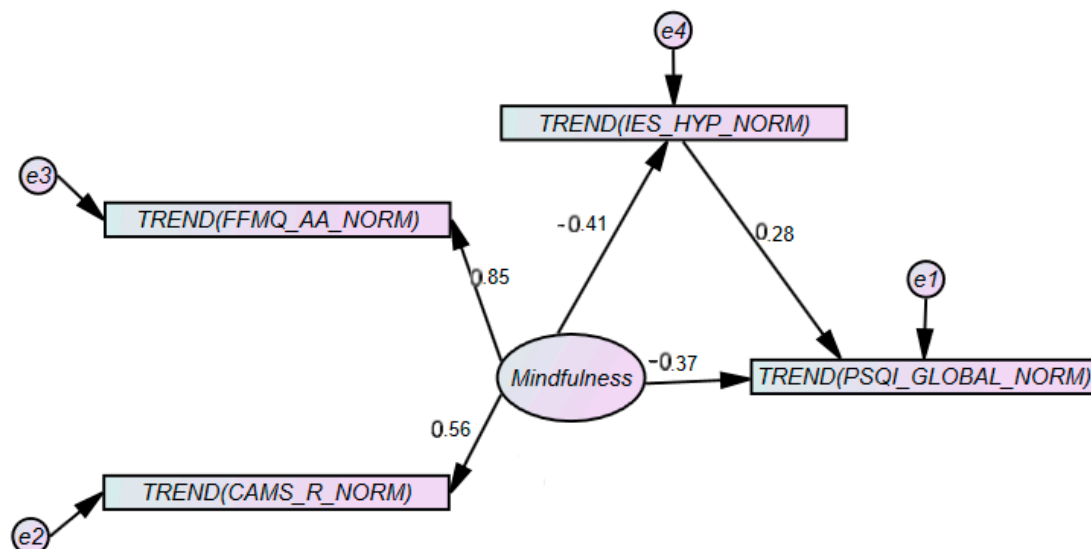 e4
TREND(IES_HYP_NORM)
e3
TREND(FFMQ_AA_NORM)
-0.41
0.28
0.85
e1
Mindfulness
-0.37
TREND(PSQI_GLOBAL_NORM)
0.56
TREND(CAMS_R_NORM)
e2